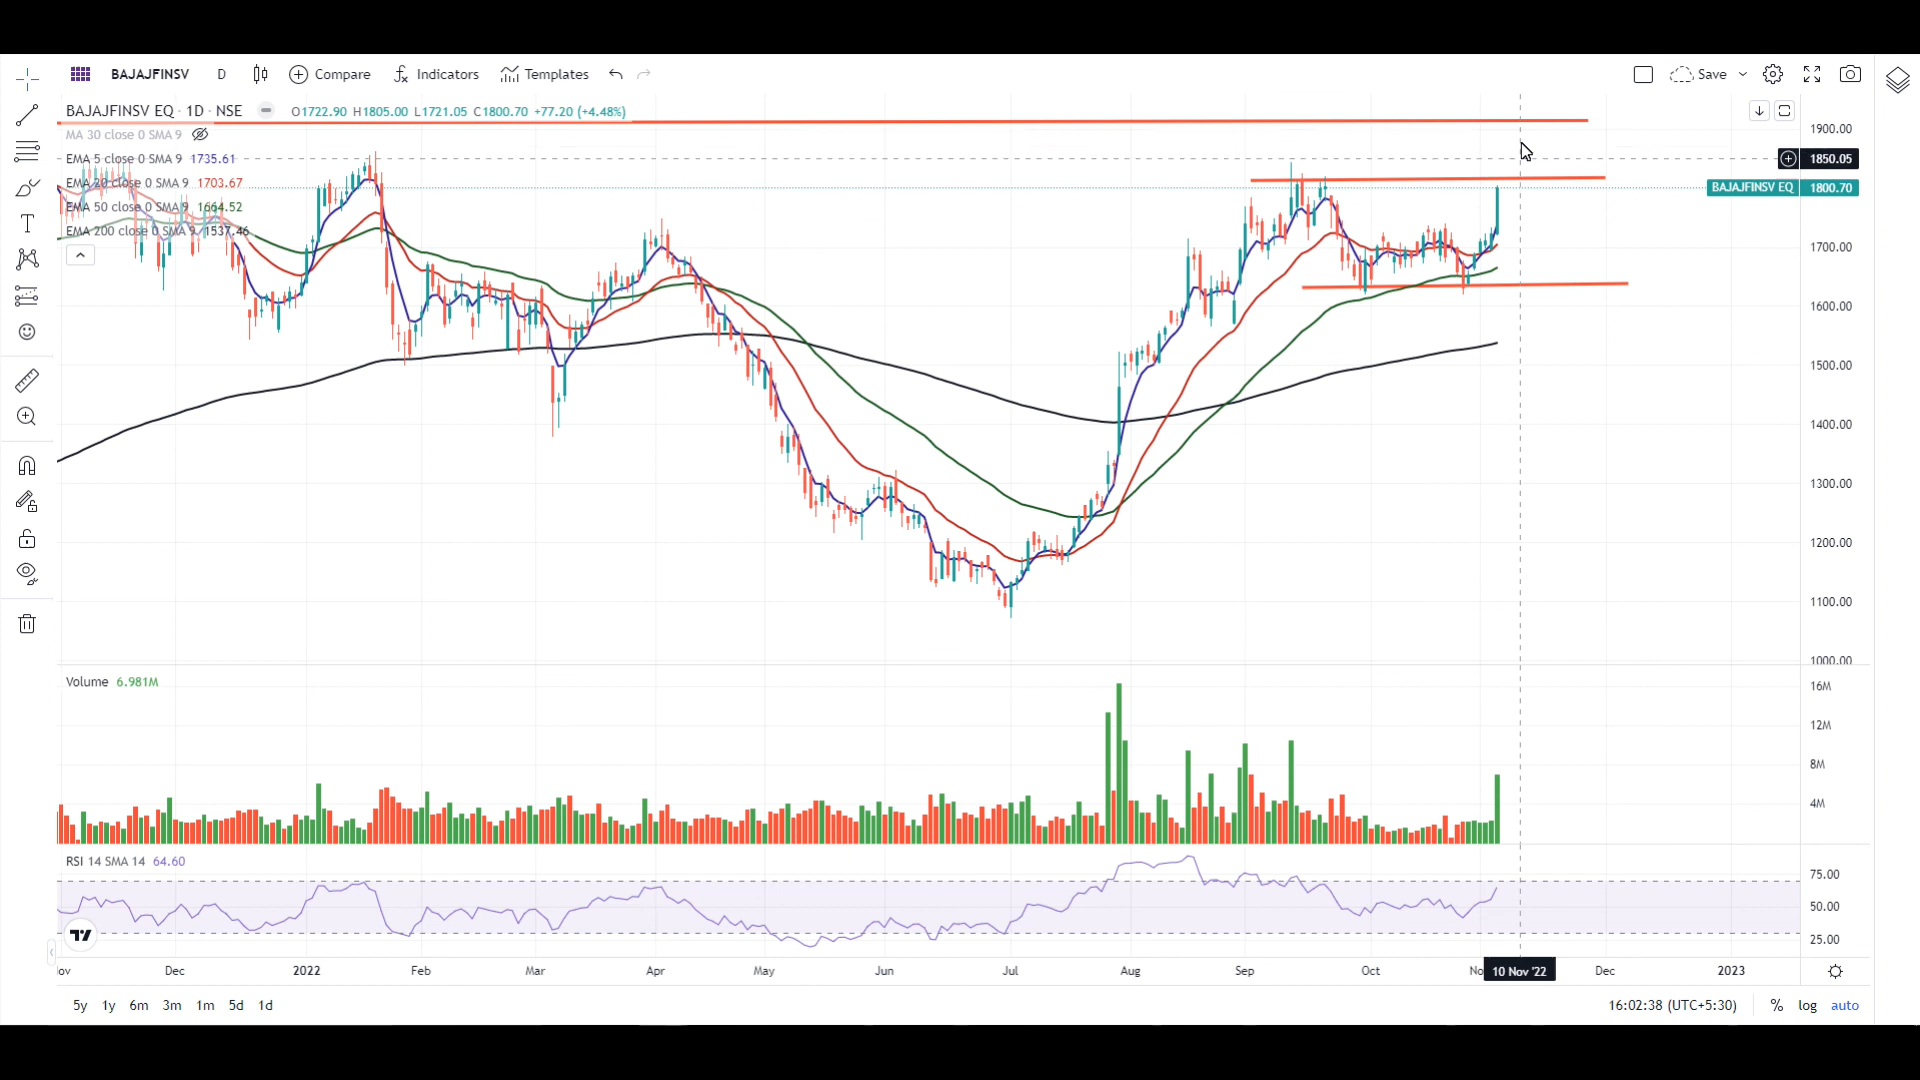 BAJAJFINSV D Compare Indicators Templates Save
BAJAJFINSV EQ · 1D · NSE O1722.90 H1805.00 L1721.05 C1800.70 +77.20 (+4.48%)
MA 30 close 0 SMA 9
EMA 5 close 0 SMA 9 1735.61
EMA 20 close 0 SMA 9 1703.67
EMA 50 close 0 SMA 9 1664.52
EMA 200 close 0 SMA 9 1537.46
1900.00
1850.05
BAJAJFINSV EQ 1800.70
1700.00
1600.00
1500.00
1400.00
1300.00
1200.00
1100.00
1000.00
Volume 6.981M
16M
12M
8M
4M
RSI 14 SMA 14 64.60
75.00
50.00
25.00
ov Dec 2022 Feb Mar Apr May Jun Jul Aug Sep Oct No 10 Nov '22 Dec 2023
5y 1y 6m 3m 1m 5d 1d 16:02:38 (UTC+5:30) % log auto